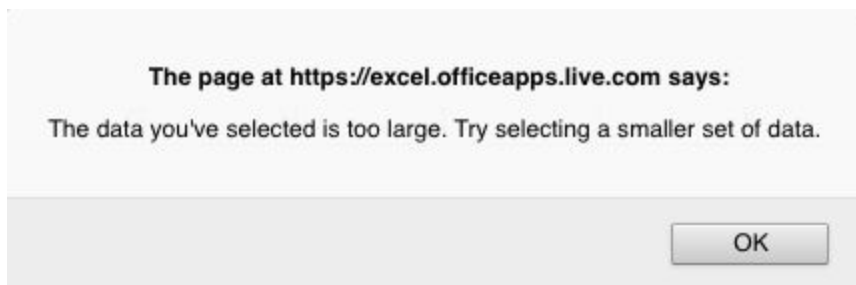 The page at https://excel.officeapps.live.com says:
The data you've selected is too large. Try selecting a smaller set of data.
OK